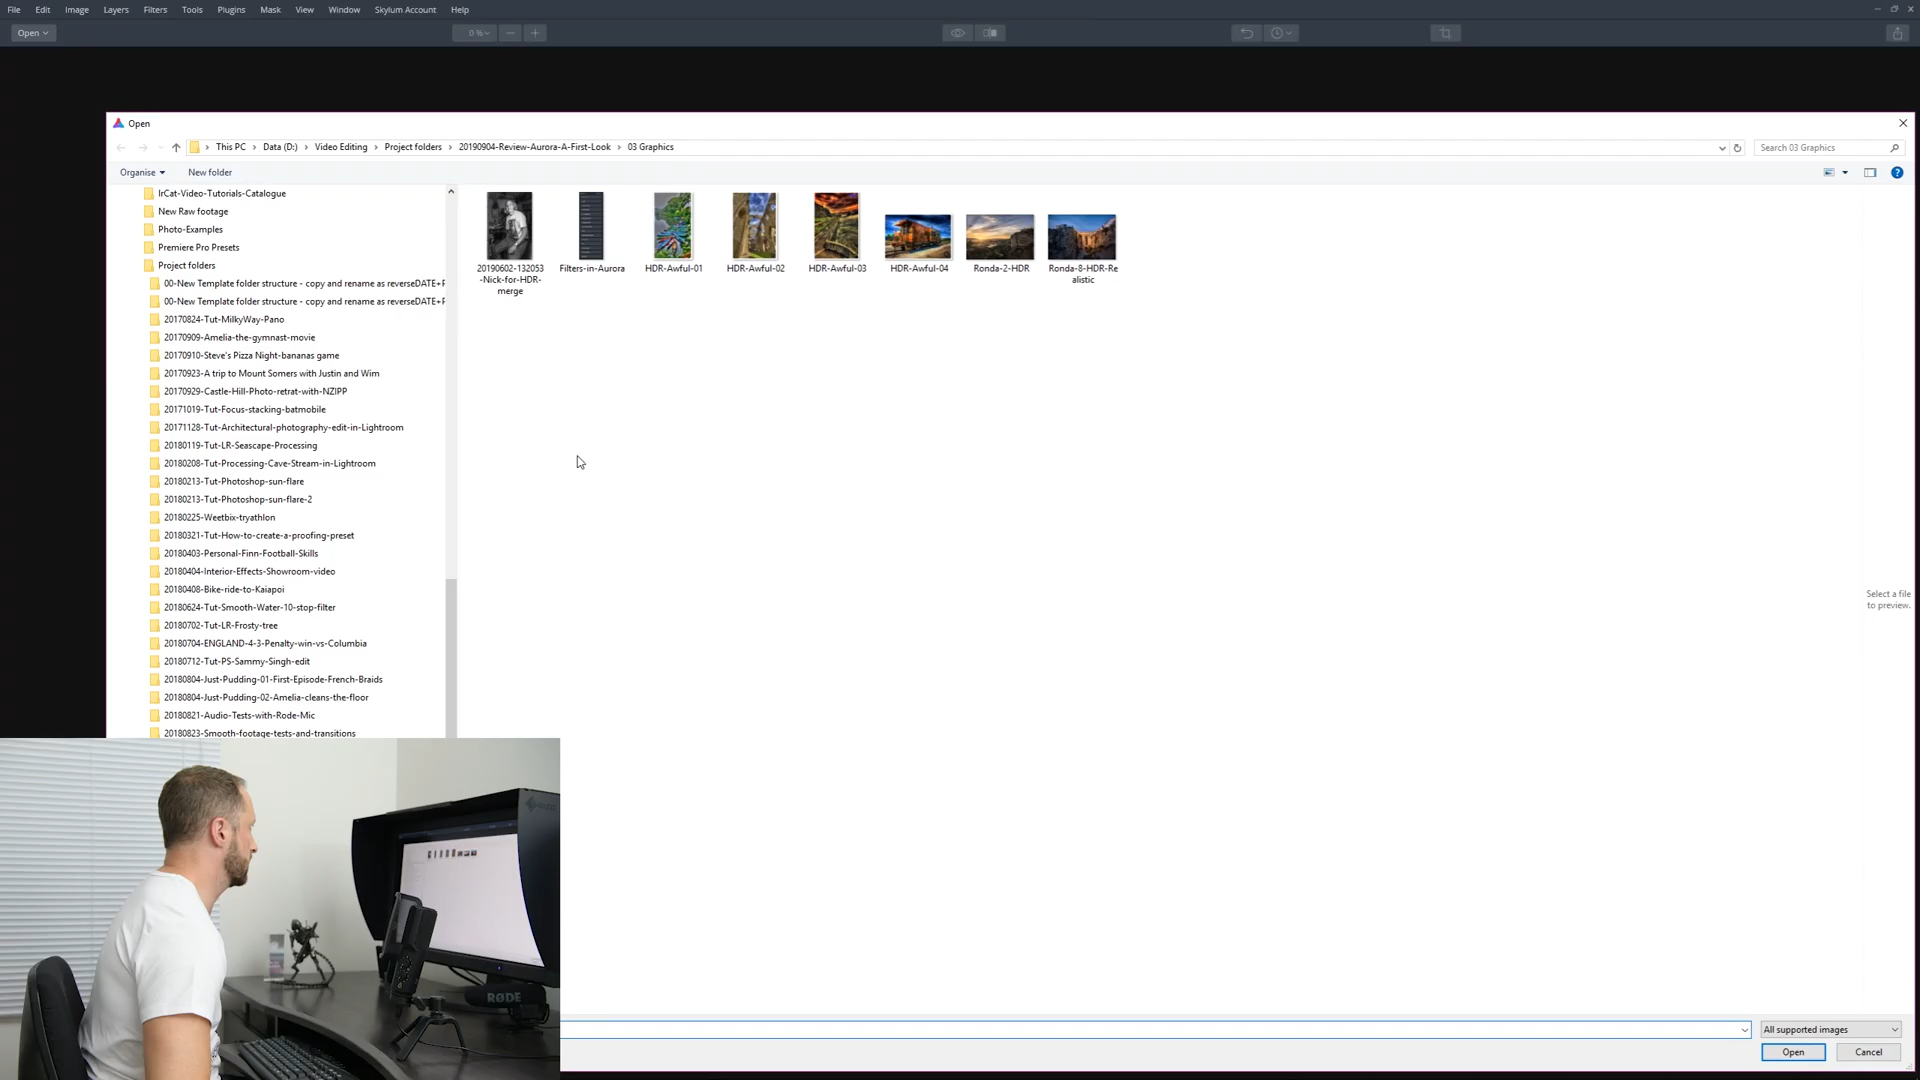 File Edit Image Layers Filters Tools Plugins Mask View Window Skylum Account Help
Open 0 %
Open
This PC Data (D:) Video Editing Project folders 20190904-Review-Aurora-A-First-Look 03 Graphics Search 03 Graphics
Organise New folder
IrCat-Video-Tutorials-Catalogue
New Raw footage
Photo-Examples
Premiere Pro Presets
Project folders
00-New Template folder structure - copy and rename as reverseDATE+F
00-New Template folder structure - copy and rename as reverseDATE+F
20170824-Tut-MilkyWay-Pano
20170909-Amelia-the-gymnast-movie
20170910-Steve's Pizza Night-bananas game
20170923-A trip to Mount Somers with Justin and Wim
20170929-Castle-Hill-Photo-retrat-with-NZIPP
20171019-Tut-Focus-stacking-batmobile
20171128-Tut-Architectural-photography-edit-in-Lightroom
20180119-Tut-LR-Seascape-Processing
20180208-Tut-Processing-Cave-Stream-in-Lightroom
20180213-Tut-Photoshop-sun-flare
20180213-Tut-Photoshop-sun-flare-2
20180225-Weetbix-tryathlon
20180321-Tut-How-to-create-a-proofing-preset
20180403-Personal-Finn-Football-Skills
20180404-Interior-Effects-Showroom-video
20180408-Bike-ride-to-Kaiapoi
20180624-Tut-Smooth-Water-10-stop-filter
20180702-Tut-LR-Frosty-tree
20180704-ENGLAND-4-3-Penalty-win-vs-Columbia
20180712-Tut-PS-Sammy-Singh-edit
20180804-Just-Pudding-01-First-Episode-French-Braids
20180804-Just-Pudding-02-Amelia-cleans-the-floor
20180821-Audio-Tests-with-Rode-Mic
20180823-Smooth-footage-tests-and-transitions
20190602-132053
-Nick-for-HDR-
merge
Filters-in-Aurora
HDR-Awful-01
HDR-Awful-02
HDR-Awful-03
HDR-Awful-04
Ronda-2-HDR
Ronda-8-HDR-Re
alistic
Select a file
to preview.
RØDE
All supported images
Open Cancel